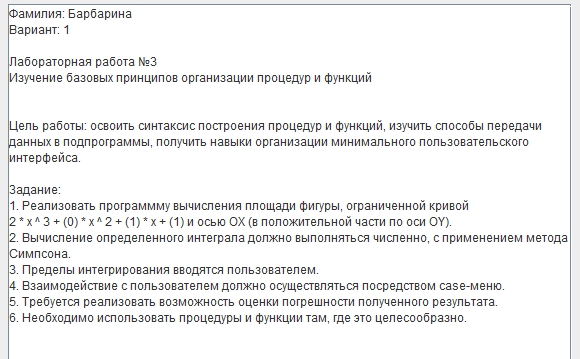 Фамилия: Барбарина
Вариант: 1
Лабораторная работа №3
Изучение базовых принципов организации процедур и функций
Цель работы: освоить синтаксис построения процедур и функций, изучить способы передачи
данных в подпрограммы, получить навыки организации минимального пользовательского
интерфейса.
Задание:
1. Реализовать программму вычисления площади фигуры, ограниченной кривой
2 * x ^ 3 + (0) * x ^ 2 + (1) * x + (1) и осью OX (в положительной части по оси OY).
2. Вычисление определенного интеграла должно выполняться численно, с применением метода
Симпсона.
3. Пределы интегрирования вводятся пользователем.
4. Взаимодействие с пользователем должно осуществляться посредством case-меню.
5. Требуется реализовать возможность оценки погрешности полученного результата.
6. Необходимо использовать процедуры и функции там, где это целесообразно.